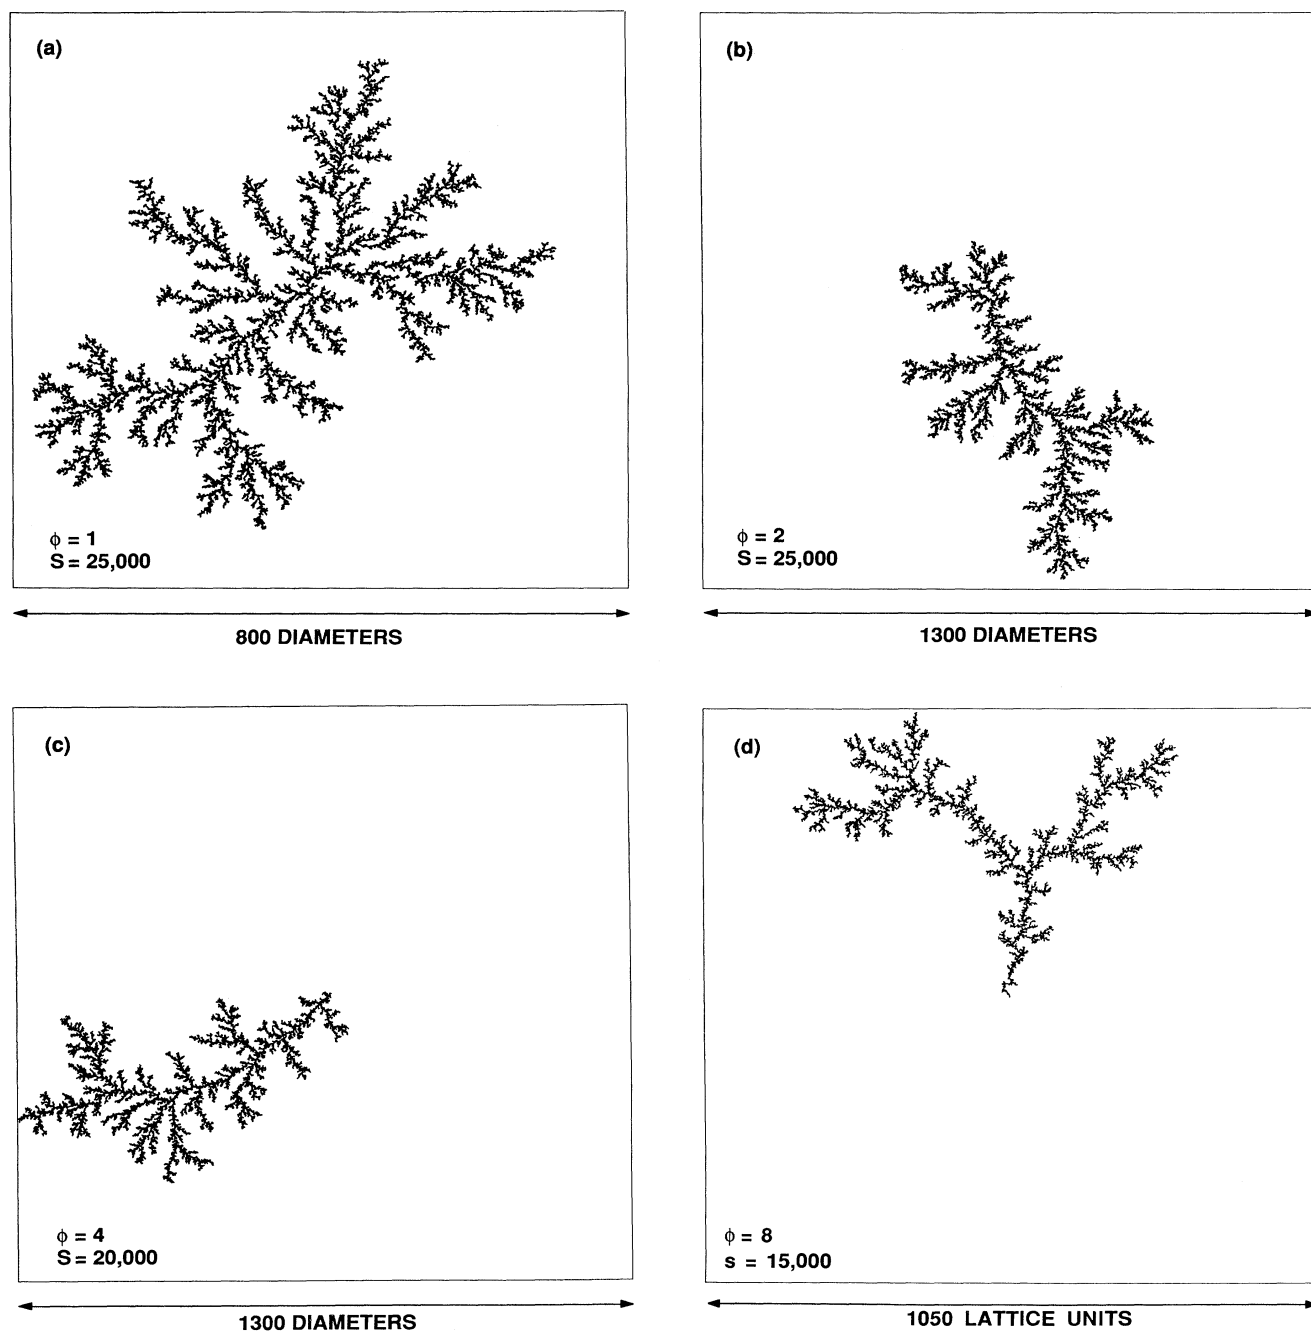 (a)
ϕ = 1
S = 25,000
800 DIAMETERS
(b)
ϕ = 2
S = 25,000
1300 DIAMETERS
(c)
ϕ = 4
S = 20,000
1300 DIAMETERS
(d)
ϕ = 8
s = 15,000
1050 LATTICE UNITS